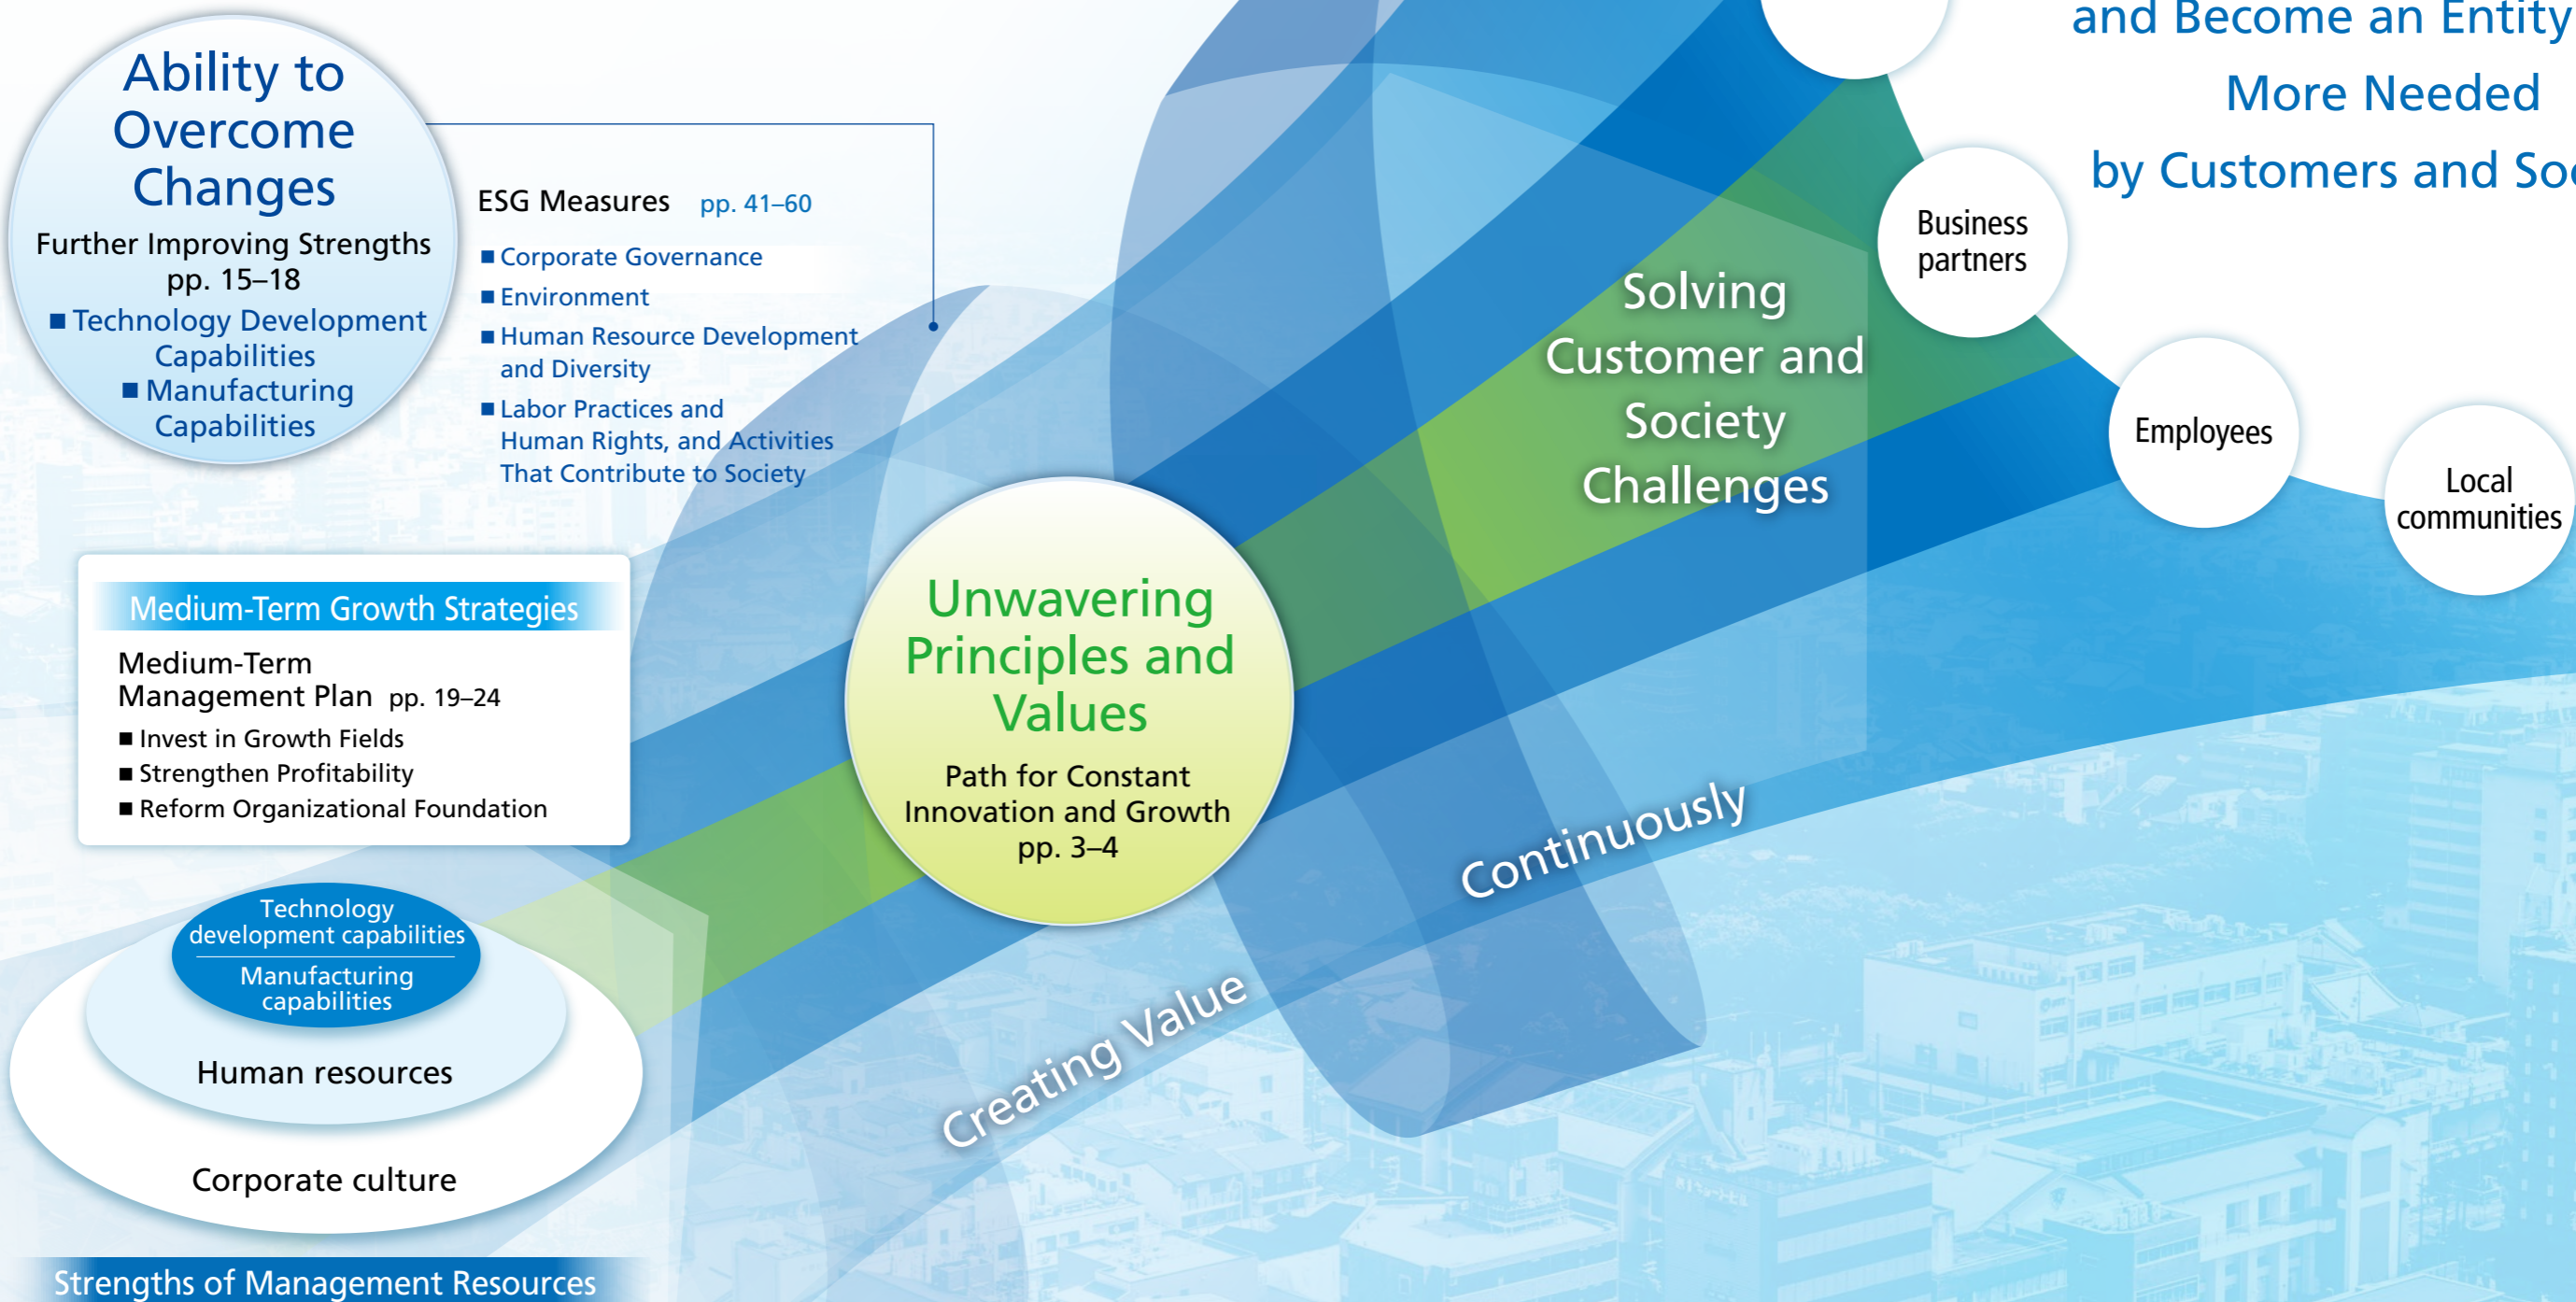 Ability to
Overcome
Changes
Further Improving Strengths
pp. 15–18
■ Technology Development
Capabilities
■ Manufacturing
Capabilities
ESG Measures pp. 41–60
■ Corporate Governance
■ Environment
■ Human Resource Development
and Diversity
■ Labor Practices and
Human Rights, and Activities
That Contribute to Society
Medium-Term Growth Strategies
Medium-Term
Management Plan pp. 19–24
■ Invest in Growth Fields
■ Strengthen Profitability
■ Reform Organizational Foundation
Technology
development capabilities
Manufacturing
capabilities
Human resources
Corporate culture
Strengths of Management Resources
Unwavering
Principles and
Values
Path for Constant
Innovation and Growth
pp. 3–4
Creating Value
Continuously
Solving
Customer and
Society
Challenges
and Become an Entity
More Needed
by Customers and
Business
partners
Employees
Local
communities